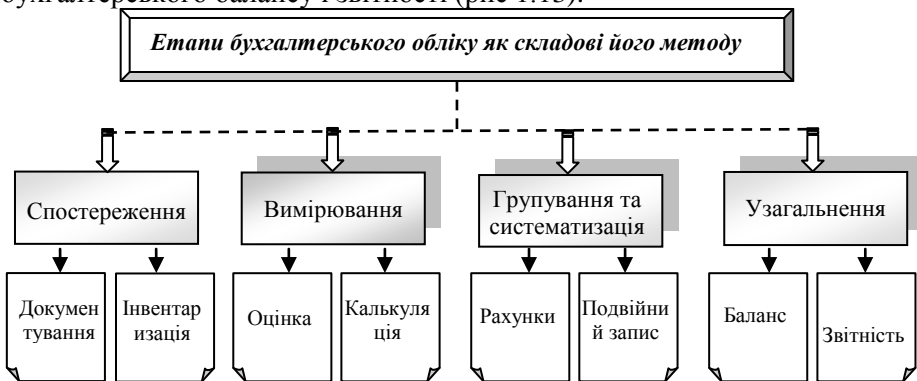 бухгалтерського балансу і звітності (рис 1.13).
Етапи бухгалтерського обліку як складові його методу
Спостереження
Вимірювання
Групування та
систематизація
Узагальнення
Докумен
тування
Інвентар
изація
Оцінка
Калькуля
ція
Рахунки
Подвійни
й запис
Баланс
Звітність